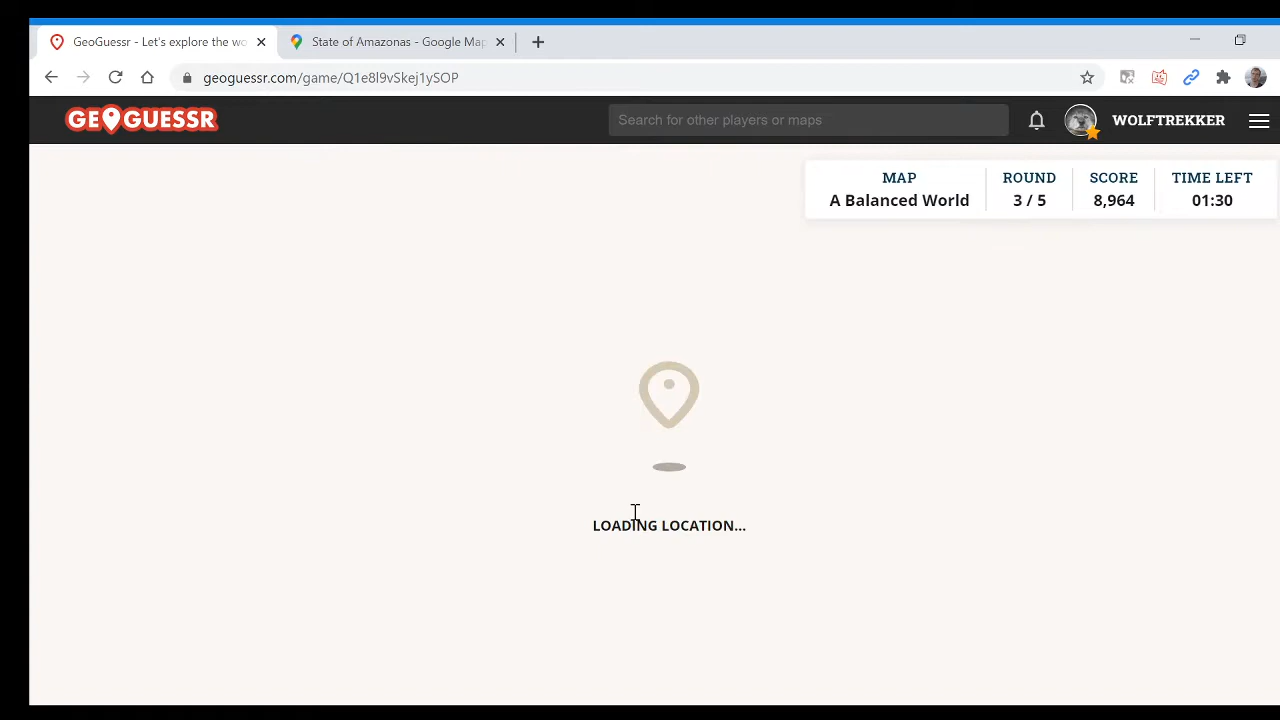 GeoGuessr - Let's explore the wo
State of Amazonas - Google Map
geoguessr.com/game/Q1e8l9vSkej1ySOP
GEOGUESSR
Search for other players or maps
WOLFTREKKER
MAP ROUND SCORE TIME LEFT
A Balanced World 3 / 5 8,964 01:30
LOADING LOCATION...